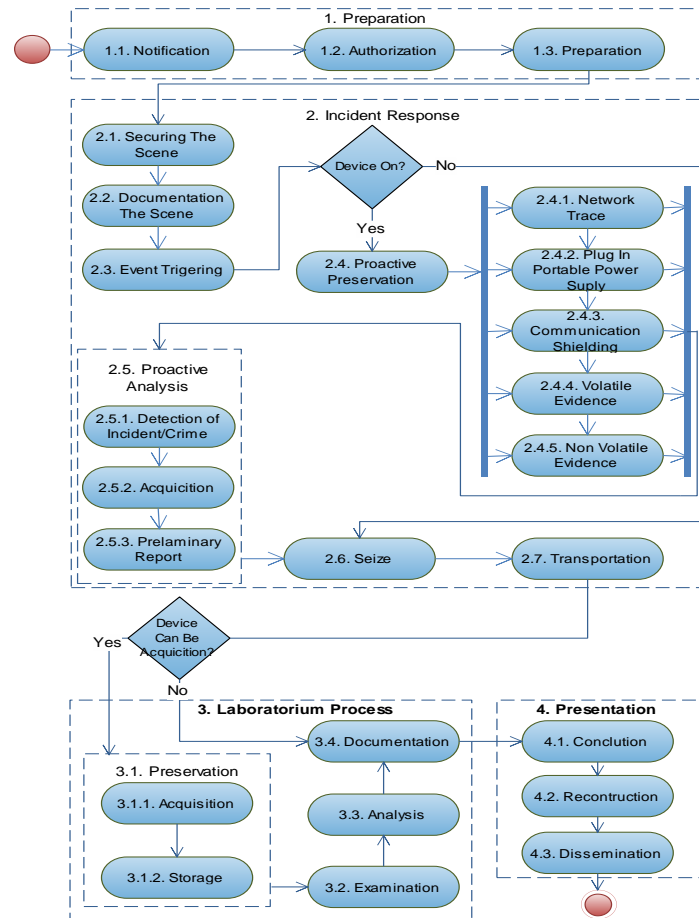 1. Preparation
1.1. Notification
1.2. Authorization
1.3. Preparation
2. Incident Response
2.1. Securing The
Scene
2.2. Documentation
The Scene
2.3. Event Trigering
Device On?
No
Yes
2.4. Proactive
Preservation
2.4.1. Network
Trace
2.4.2. Plug In
Portable Power
Suply
2.4.3.
Communication
Shielding
2.4.4. Volatile
Evidence
2.4.5. Non Volatile
Evidence
2.5. Proactive
Analysis
2.5.1. Detection of
Incident/Crime
2.5.2. Acquicition
2.5.3. Prelaminary
Report
2.6. Seize
2.7. Transportation
Device
Can Be
Acquicition?
Yes
No
3. Laboratorium Process
3.1. Preservation
3.1.1. Acquisition
3.1.2. Storage
3.4. Documentation
3.3. Analysis
3.2. Examination
4. Presentation
4.1. Conclution
4.2. Recontruction
4.3. Dissemination